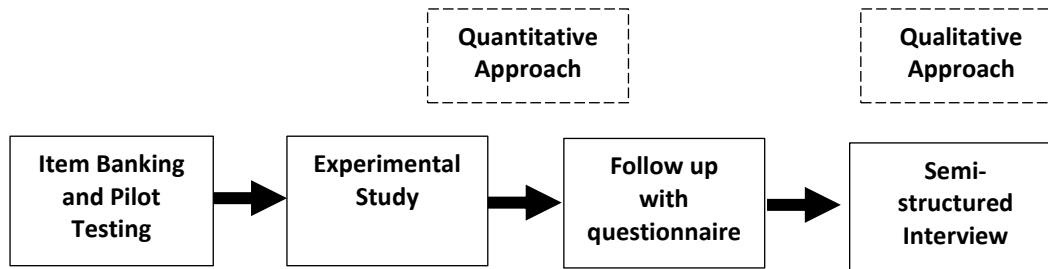 Quantitative
Approach
Qualitative
Approach
Item Banking
and Pilot
Testing
Experimental
Study
Follow up
with
questionnaire
Semi-
structured
Interview